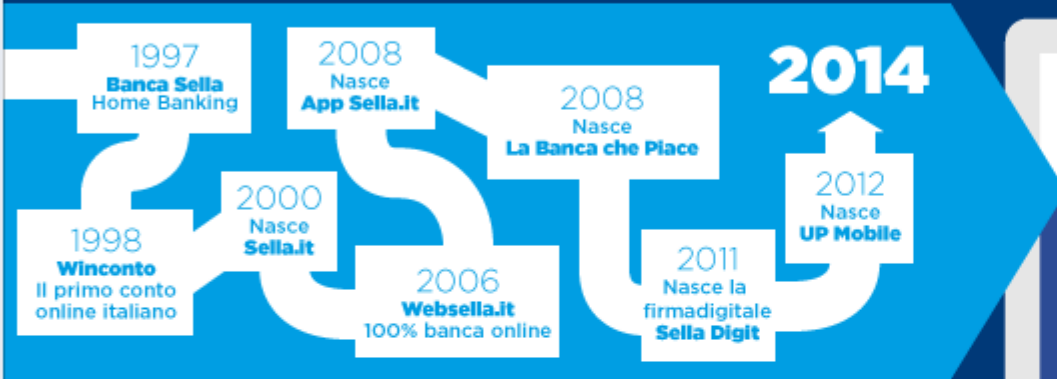 1997
Banca Sella
Home Banking
1998
Winconto
Il primo conto
online italiano
2000
Nasce
Sella.it
2006
Websella.it
100% banca online
2008
Nasce
App Sella.it
2008
Nasce
La Banca che Piace
2011
Nasce la
firmadigitale
Sella Digit
2012
Nasce
UP Mobile
2014